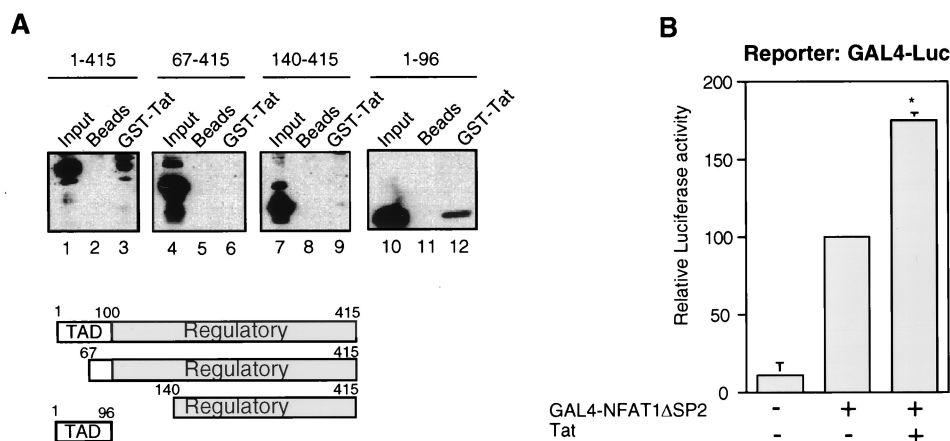 A
1-415 67-415 140-415 1-96
Input Beads GST-Tat Input Beads GST-Tat Input Beads GST-Tat Input Beads GST-Tat
1 2 3 4 5 6 7 8 9 10 11 12
1 100 415
TAD Regulatory
67 415
Regulatory
140 415
Regulatory
1 96
TAD
B
Reporter: GAL4-Luc
Relative Luciferase activity
200
150
100
50
0
*
GAL4-NFAT1ΔSP2 - + +
Tat - - +